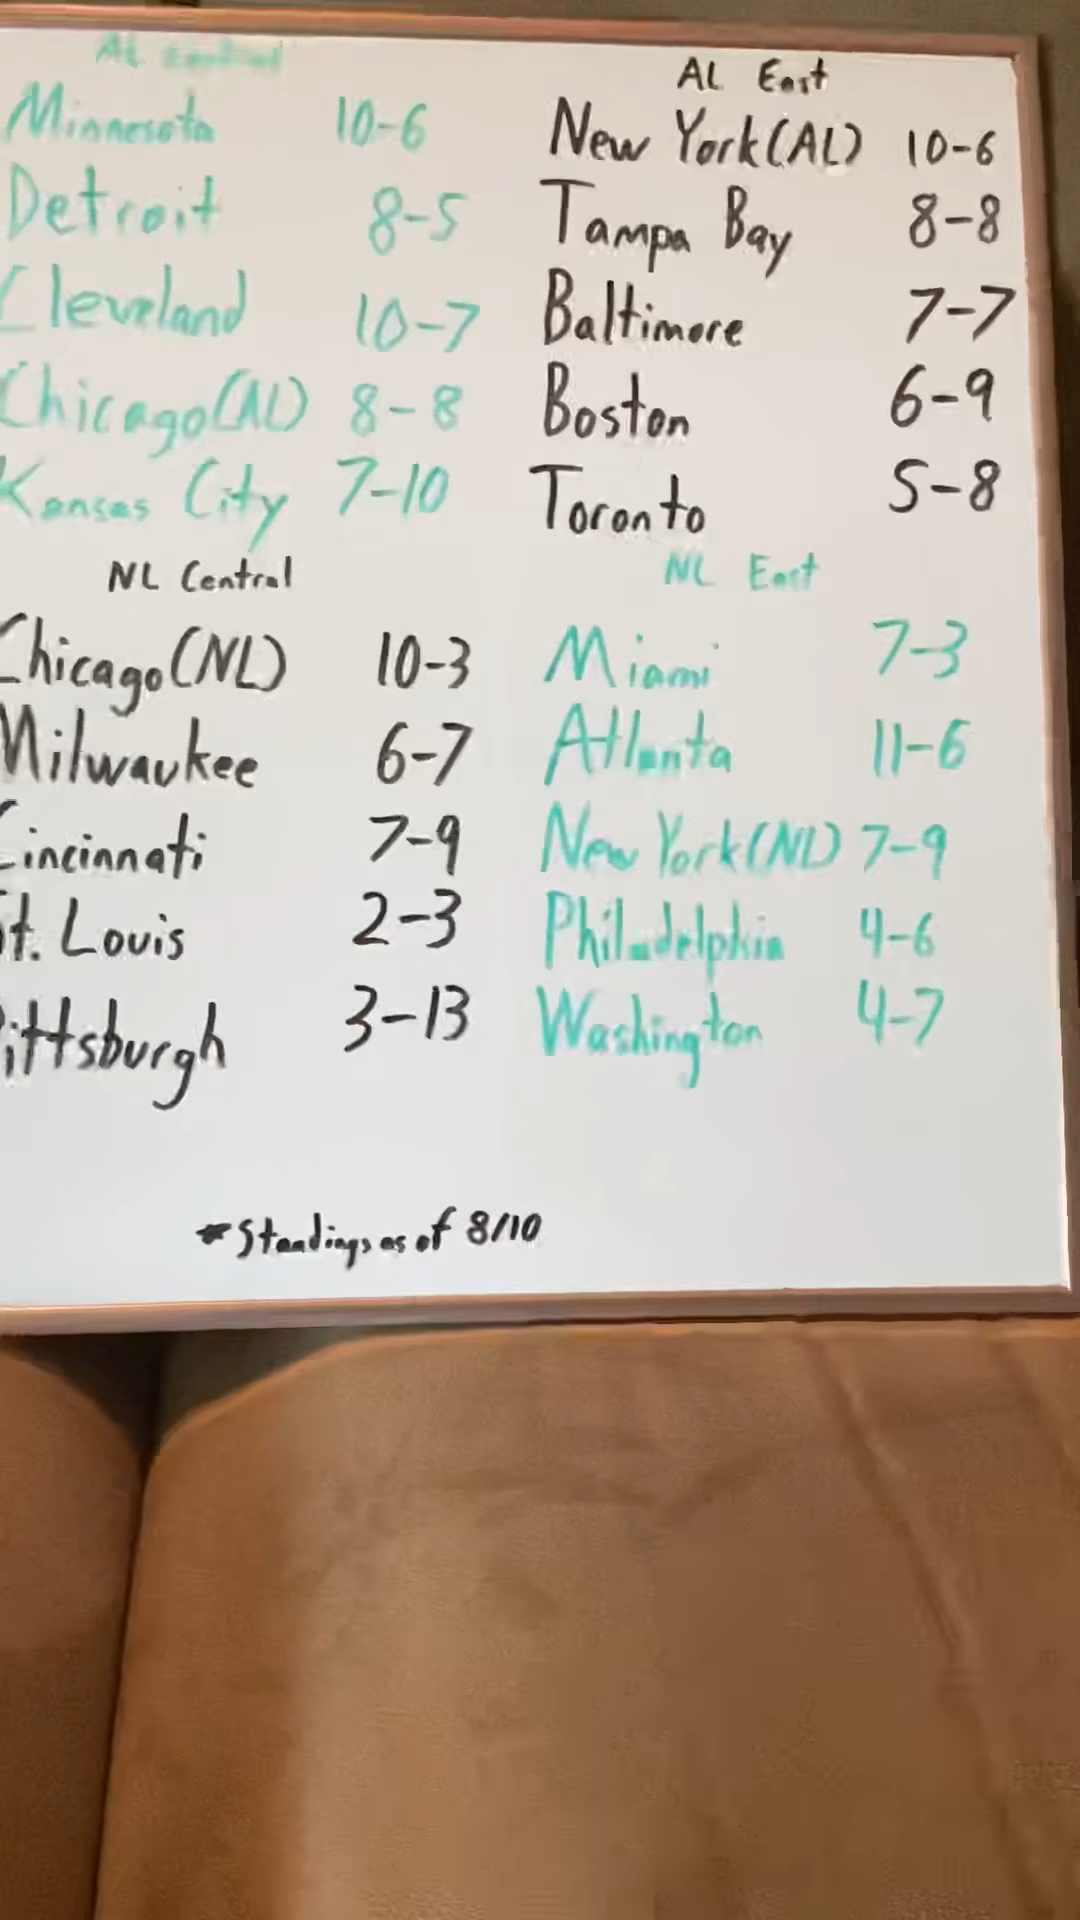 AL Central
Minnesota 10-6
Detroit 8-5
Cleveland 10-7
Chicago(AL) 8-8
Kansas City 7-10
AL East
New York(AL) 10-6
Tampa Bay 8-8
Baltimore 7-7
Boston 6-9
Toronto 5-8
NL Central
Chicago(NL) 10-3
Milwaukee 6-7
Cincinnati 7-9
St. Louis 2-3
Pittsburgh 3-13
NL East
Miami 7-3
Atlanta 11-6
New York(NL) 7-9
Philadelphia 4-6
Washington 4-7
*Standings as of 8/10